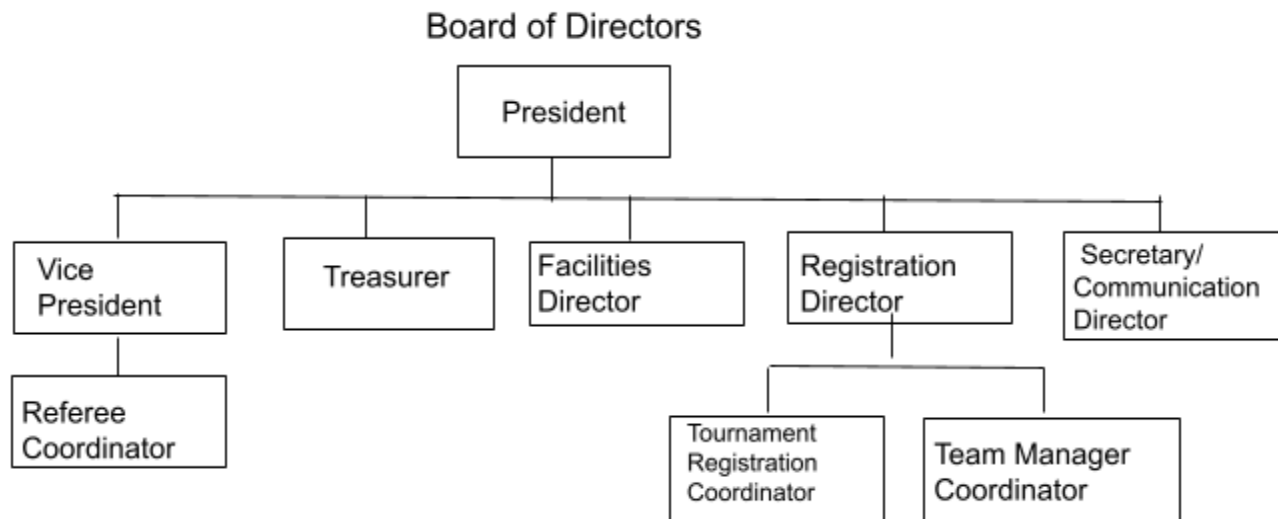 Board of Directors
President
Vice
President
Treasurer
Facilities
Director
Registration
Director
Secretary/
Communication
Director
Referee
Coordinator
Tournament
Registration
Coordinator
Team Manager
Coordinator